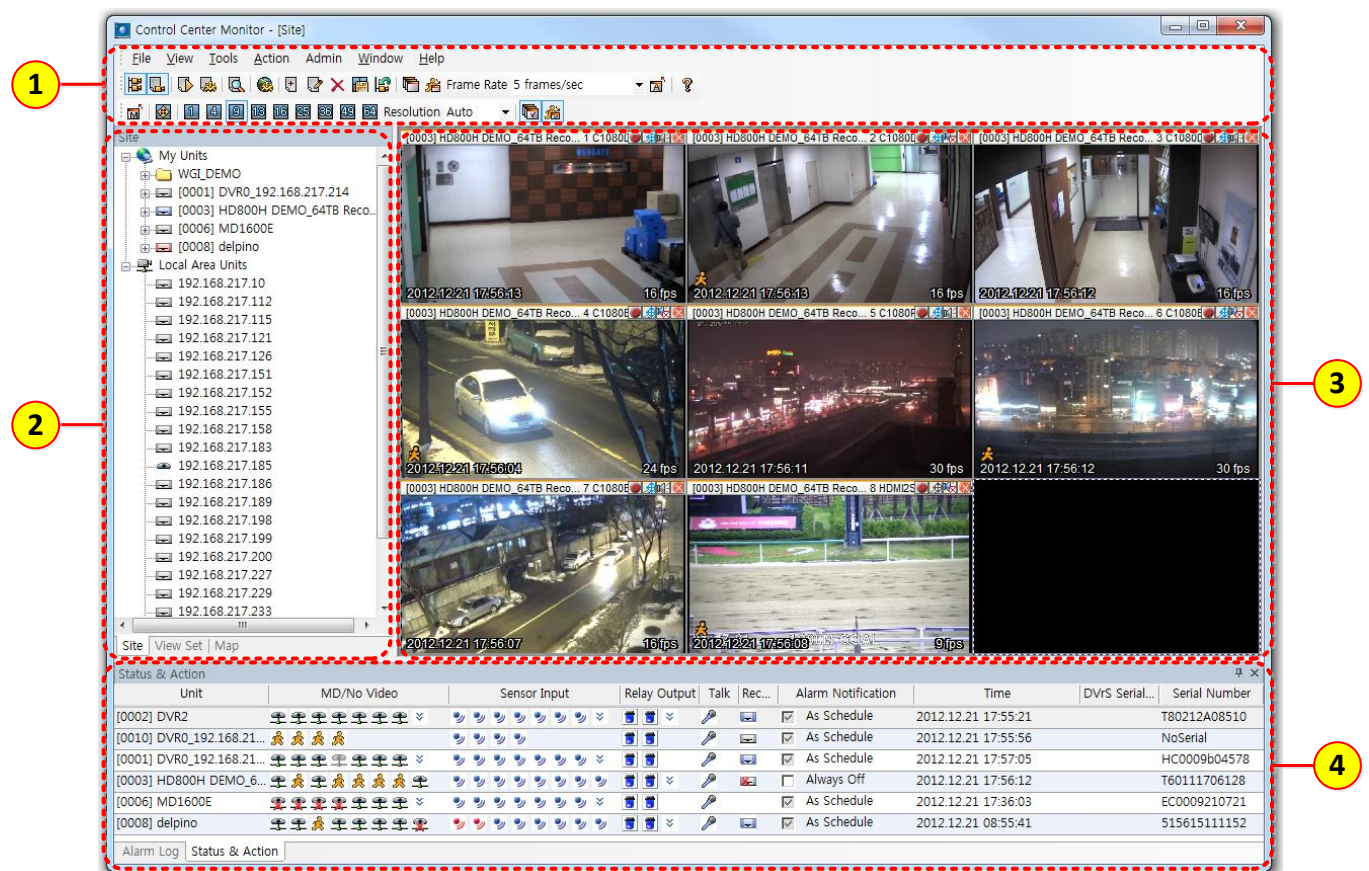 Control Center Monitor - [Site]
File View Tools Action Admin Window Help
1
Frame Rate 5 frames/sec
1 4 9 13 16 25 36 49 64 Resolution Auto
Site
My Units
WGI_DEMO
[0001] DVR0_192.168.217.214
[0003] HD800H DEMO_64TB Reco..
[0006] MD1600E
[0008] delpino
Local Area Units
192.168.217.10
192.168.217.112
192.168.217.115
192.168.217.121
192.168.217.126
192.168.217.151
192.168.217.152
192.168.217.155
192.168.217.158
192.168.217.183
192.168.217.185
192.168.217.186
192.168.217.189
192.168.217.198
192.168.217.199
192.168.217.200
192.168.217.227
192.168.217.229
192.168.217.233
Site View Set Map
2
[0003] HD800H DEMO_64TB Reco... 1 C1080
WEBGATE
2012.12.21 17:56:13 16 fps
[0003] HD800H DEMO_64TB Reco... 2 C1080
2012.12.21 17:56:13 16 fps
[0003] HD800H DEMO_64TB Reco... 3 C1080
2012.12.21 17:56:12 16 fps
[0003] HD800H DEMO_64TB Reco... 4 C1080
2012.12.21 17:56:04 24 fps
[0003] HD800H DEMO_64TB Reco... 5 C1080
2012.12.21 17:56:11 30 fps
[0003] HD800H DEMO_64TB Reco... 6 C1080
2012.12.21 17:56:12 30 fps
[0003] HD800H DEMO_64TB Reco... 7 C1080
2012.12.21 17:56:07 16 fps
[0003] HD800H DEMO_64TB Reco... 8 HDMI2S
2012.12.21 17:56:08 9 fps
3
Status & Action
Unit MD/No Video Sensor Input Relay Output Talk Rec... Alarm Notification Time DVrS Serial... Serial Number
[0002] DVR2 As Schedule 2012.12.21 17:55:21 T80212A08510
[0010] DVR0_192.168.21... As Schedule 2012.12.21 17:55:56 NoSerial
[0001] DVR0_192.168.21... As Schedule 2012.12.21 17:57:05 HC0009b04578
[0003] HD800H DEMO_6... Always Off 2012.12.21 17:56:12 T60111706128
[0006] MD1600E As Schedule 2012.12.21 17:36:03 EC0009210721
[0008] delpino As Schedule 2012.12.21 08:55:41 515615111152
Alarm Log Status & Action
4